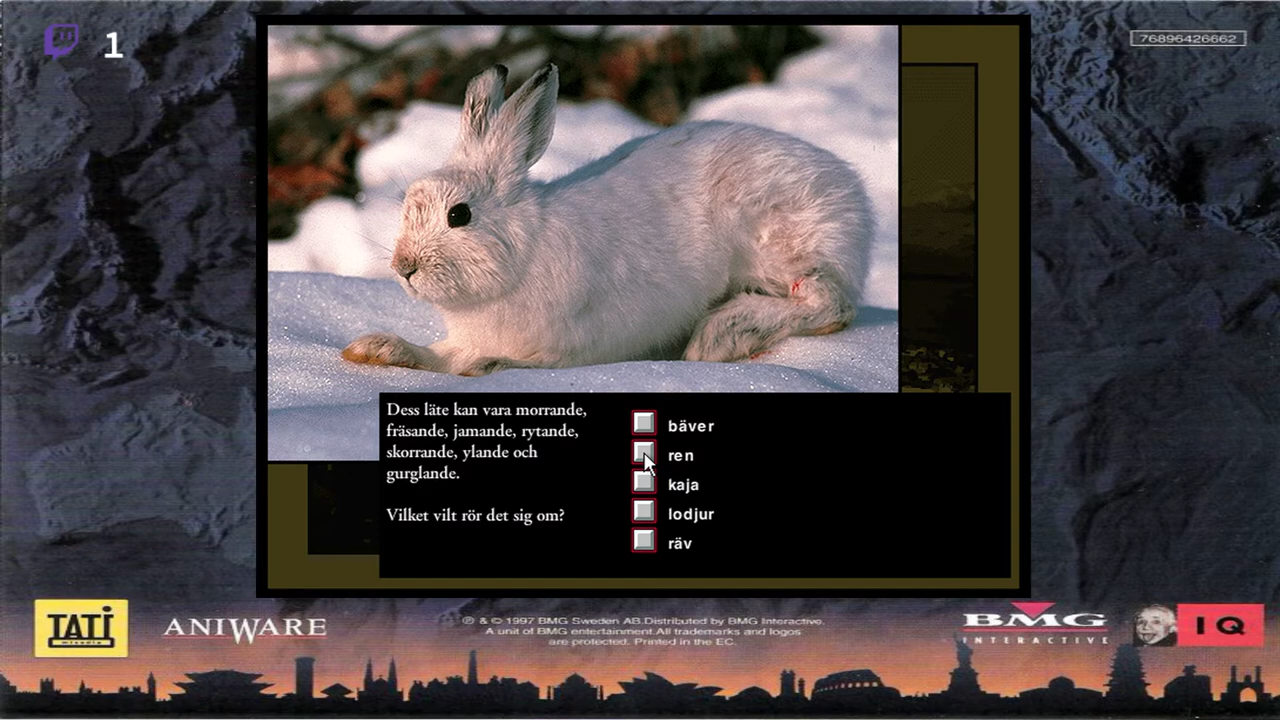 1
76896426662
Dess läte kan vara morrande,
fräsande, jamande, rytande,
skorrande, ylande och
gurglande.
Vilket vilt rör det sig om?
bäver
ren
kaja
lodjur
räv
TATi
mixedia
ANIWARE
℗ & © 1997 BMG Sweden AB.Distributed by BMG Interactive.
A unit of BMG entertainment.All trademarks and logos
are protected. Printed in the EC.
BMG
INTERACTIVE
IQ